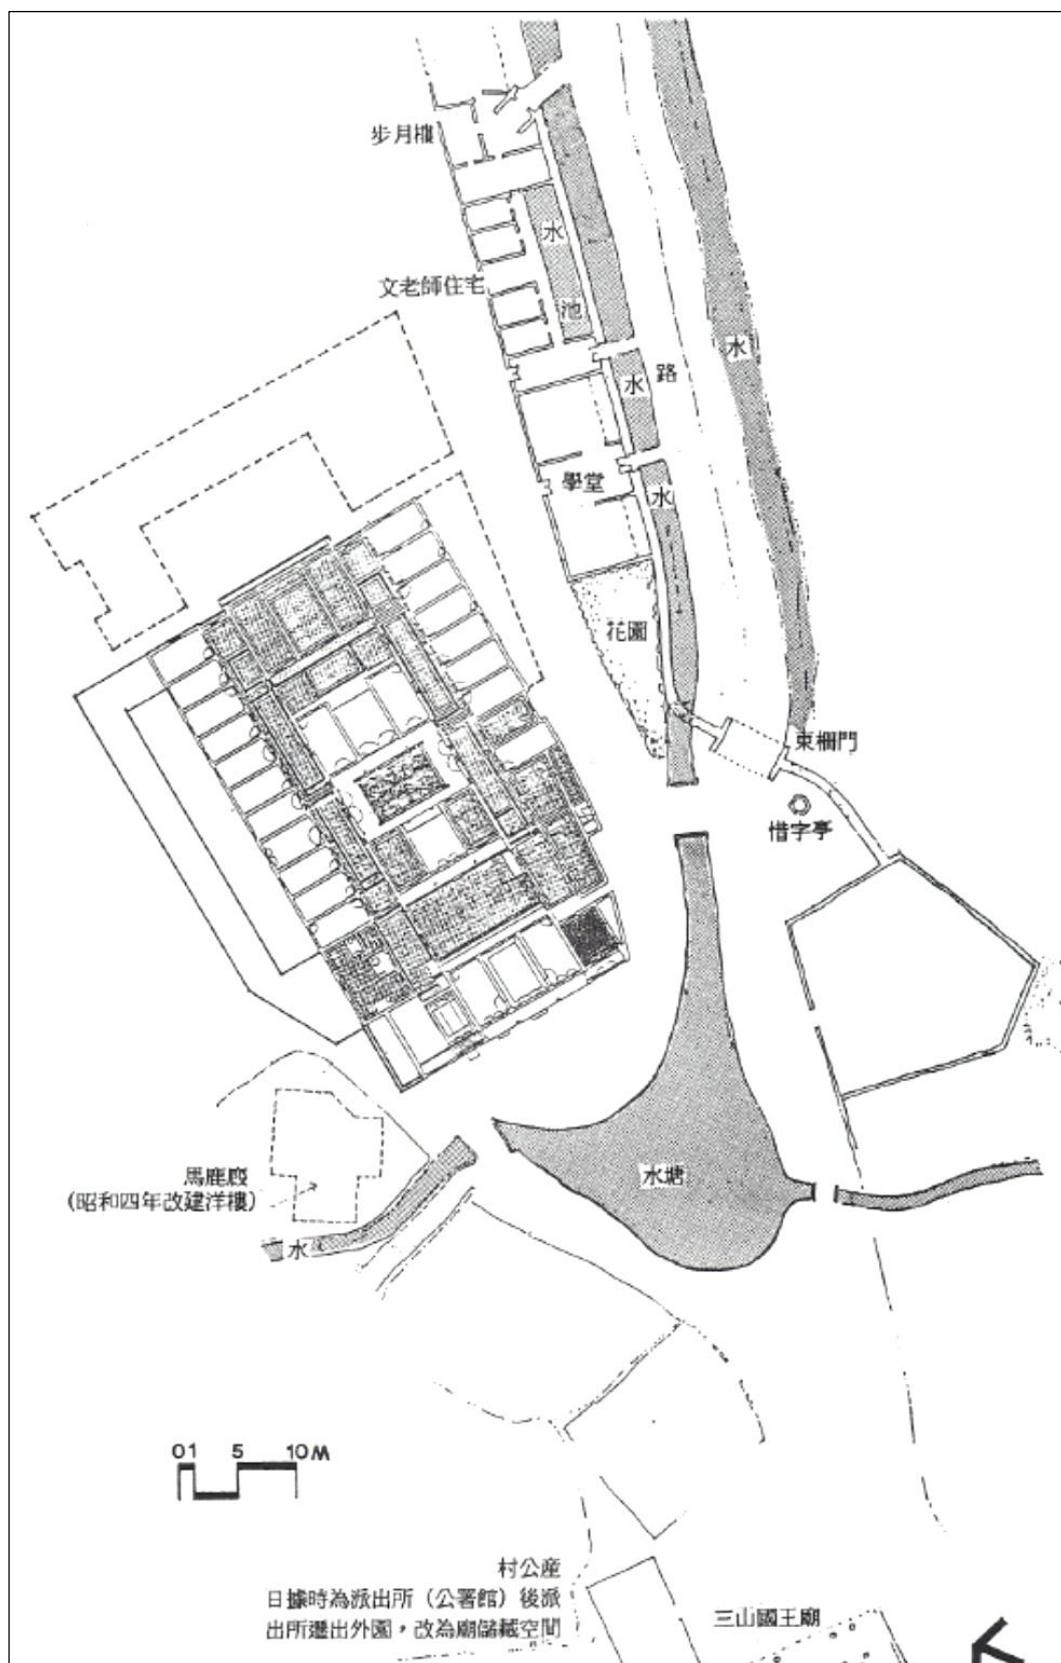 步月樓
水
文老師住宅
池
水
路
水
學堂
水
花園
東柵門
惜字亭
水塘
馬鹿廄
(昭和四年改建洋樓)
水
01 5 10M
村公產
日據時為派出所（公署館）後派
出所遷出外園，改為廟儲藏空間
三山國王廟